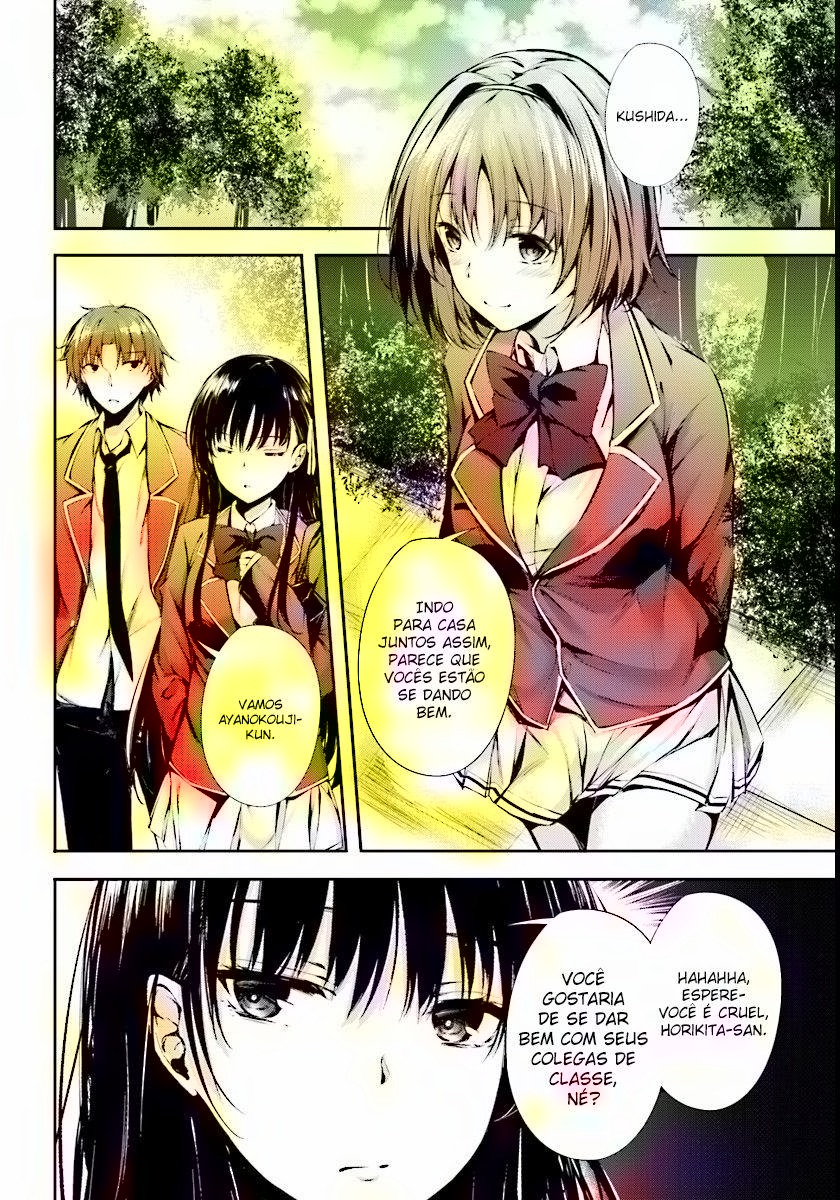 KUSHIDA...
INDO
PARA CASA
JUNTOS ASSIM,
PARECE QUE
VOCÊS ESTÃO
SE DANDO
BEM.
VAMOS
AYANOKOUJI-
KUN.
HAHAHHA,
ESPERE-
VOCÊ É CRUEL,
HORIKITA-SAN.
VOCÊ
GOSTARIA
DE SE DAR
BEM COM SEUS
COLEGAS DE
CLASSE,
NÉ?